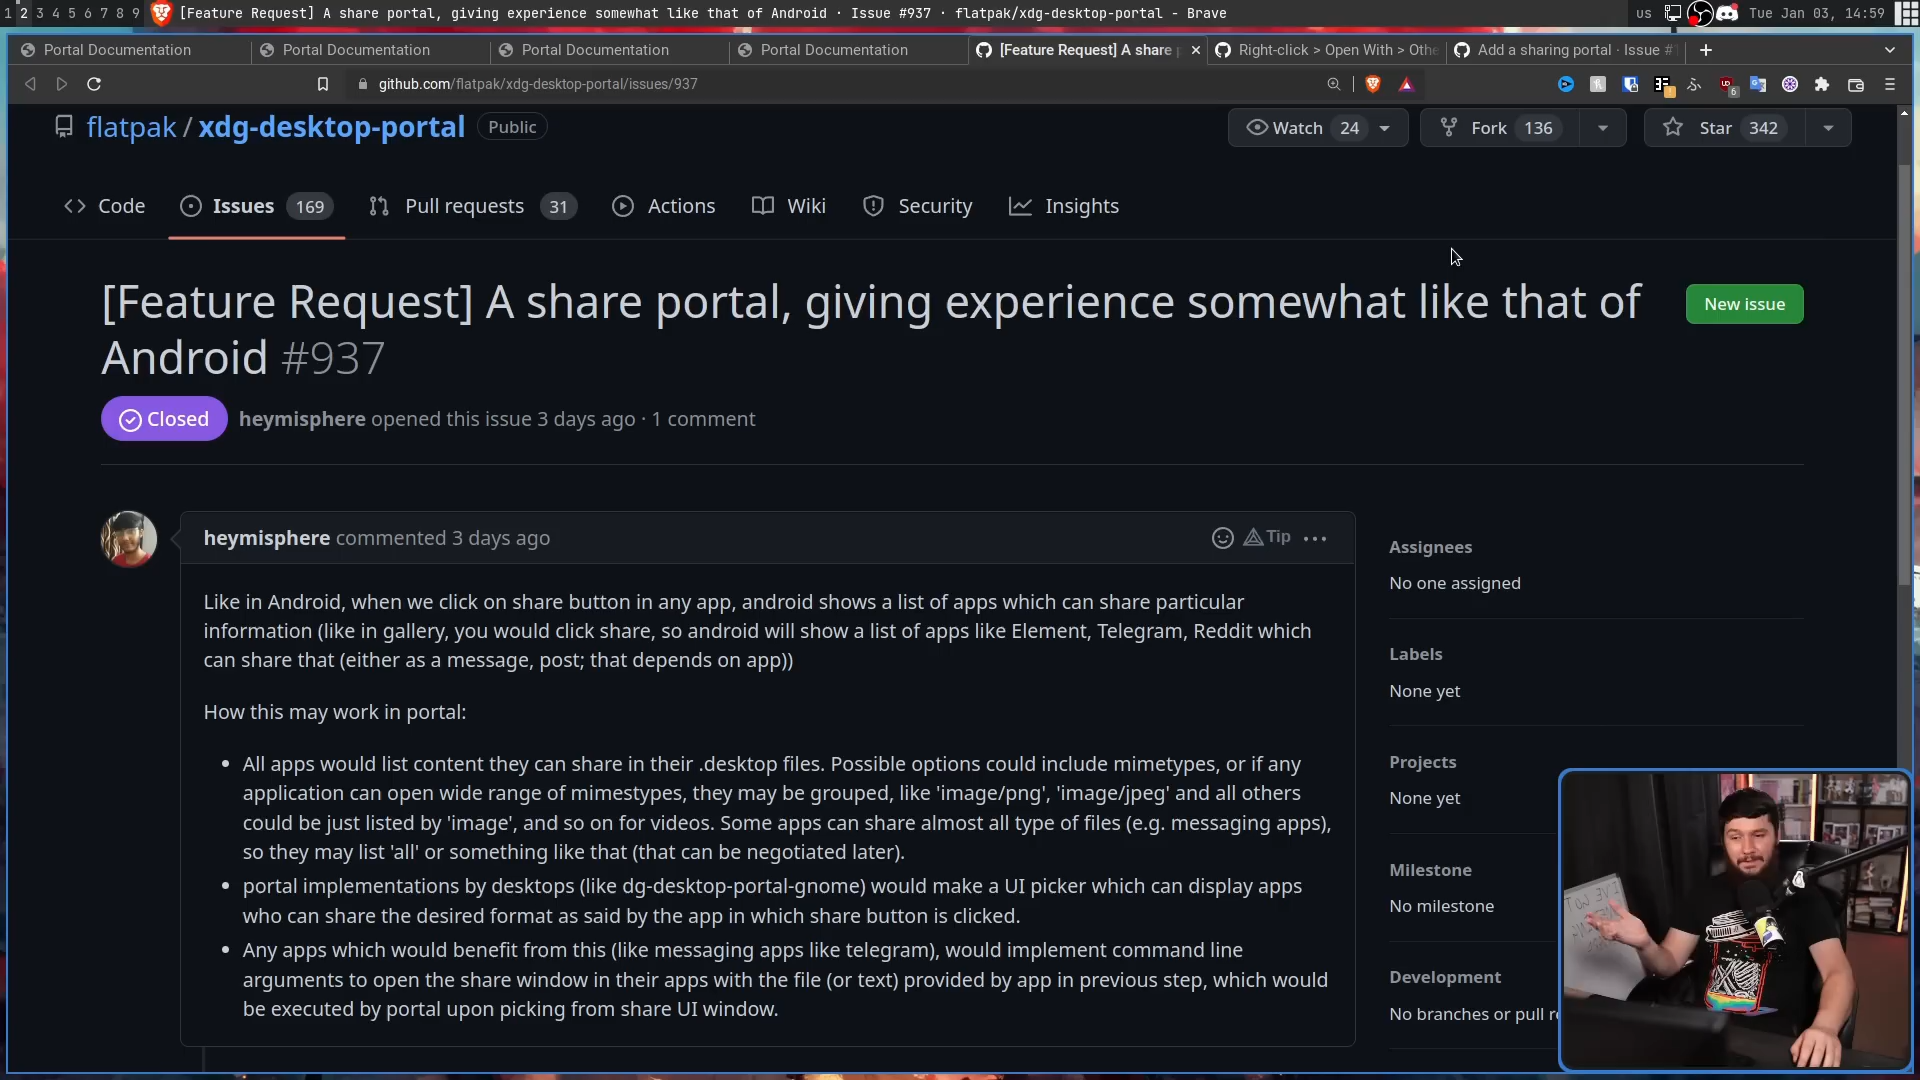 1 2 3 4 5 6 7 8 9 [Feature Request] A share portal, giving experience somewhat like that of Android · Issue #937 · flatpak/xdg-desktop-portal - Brave us Tue Jan 03, 14:59
Portal Documentation Portal Documentation Portal Documentation Portal Documentation [Feature Request] A share Right-click > Open With > Othe Add a sharing portal · Issue #
github.com/flatpak/xdg-desktop-portal/issues/937
flatpak / xdg-desktop-portal Public Watch 24 Fork 136 Star 342
Code Issues 169 Pull requests 31 Actions Wiki Security Insights
[Feature Request] A share portal, giving experience somewhat like that of
Android #937
New issue
Closed heymisphere opened this issue 3 days ago · 1 comment
heymisphere commented 3 days ago Tip
Like in Android, when we click on share button in any app, android shows a list of apps which can share particular
information (like in gallery, you would click share, so android will show a list of apps like Element, Telegram, Reddit which
can share that (either as a message, post; that depends on app))
How this may work in portal:
• All apps would list content they can share in their .desktop files. Possible options could include mimetypes, or if any
application can open wide range of mimestypes, they may be grouped, like 'image/png', 'image/jpeg' and all others
could be just listed by 'image', and so on for videos. Some apps can share almost all type of files (e.g. messaging apps),
so they may list 'all' or something like that (that can be negotiated later).
• portal implementations by desktops (like dg-desktop-portal-gnome) would make a UI picker which can display apps
who can share the desired format as said by the app in which share button is clicked.
• Any apps which would benefit from this (like messaging apps like telegram), would implement command line
arguments to open the share window in their apps with the file (or text) provided by app in previous step, which would
be executed by portal upon picking from share UI window.
Assignees
No one assigned
Labels
None yet
Projects
None yet
Milestone
No milestone
Development
No branches or pull re